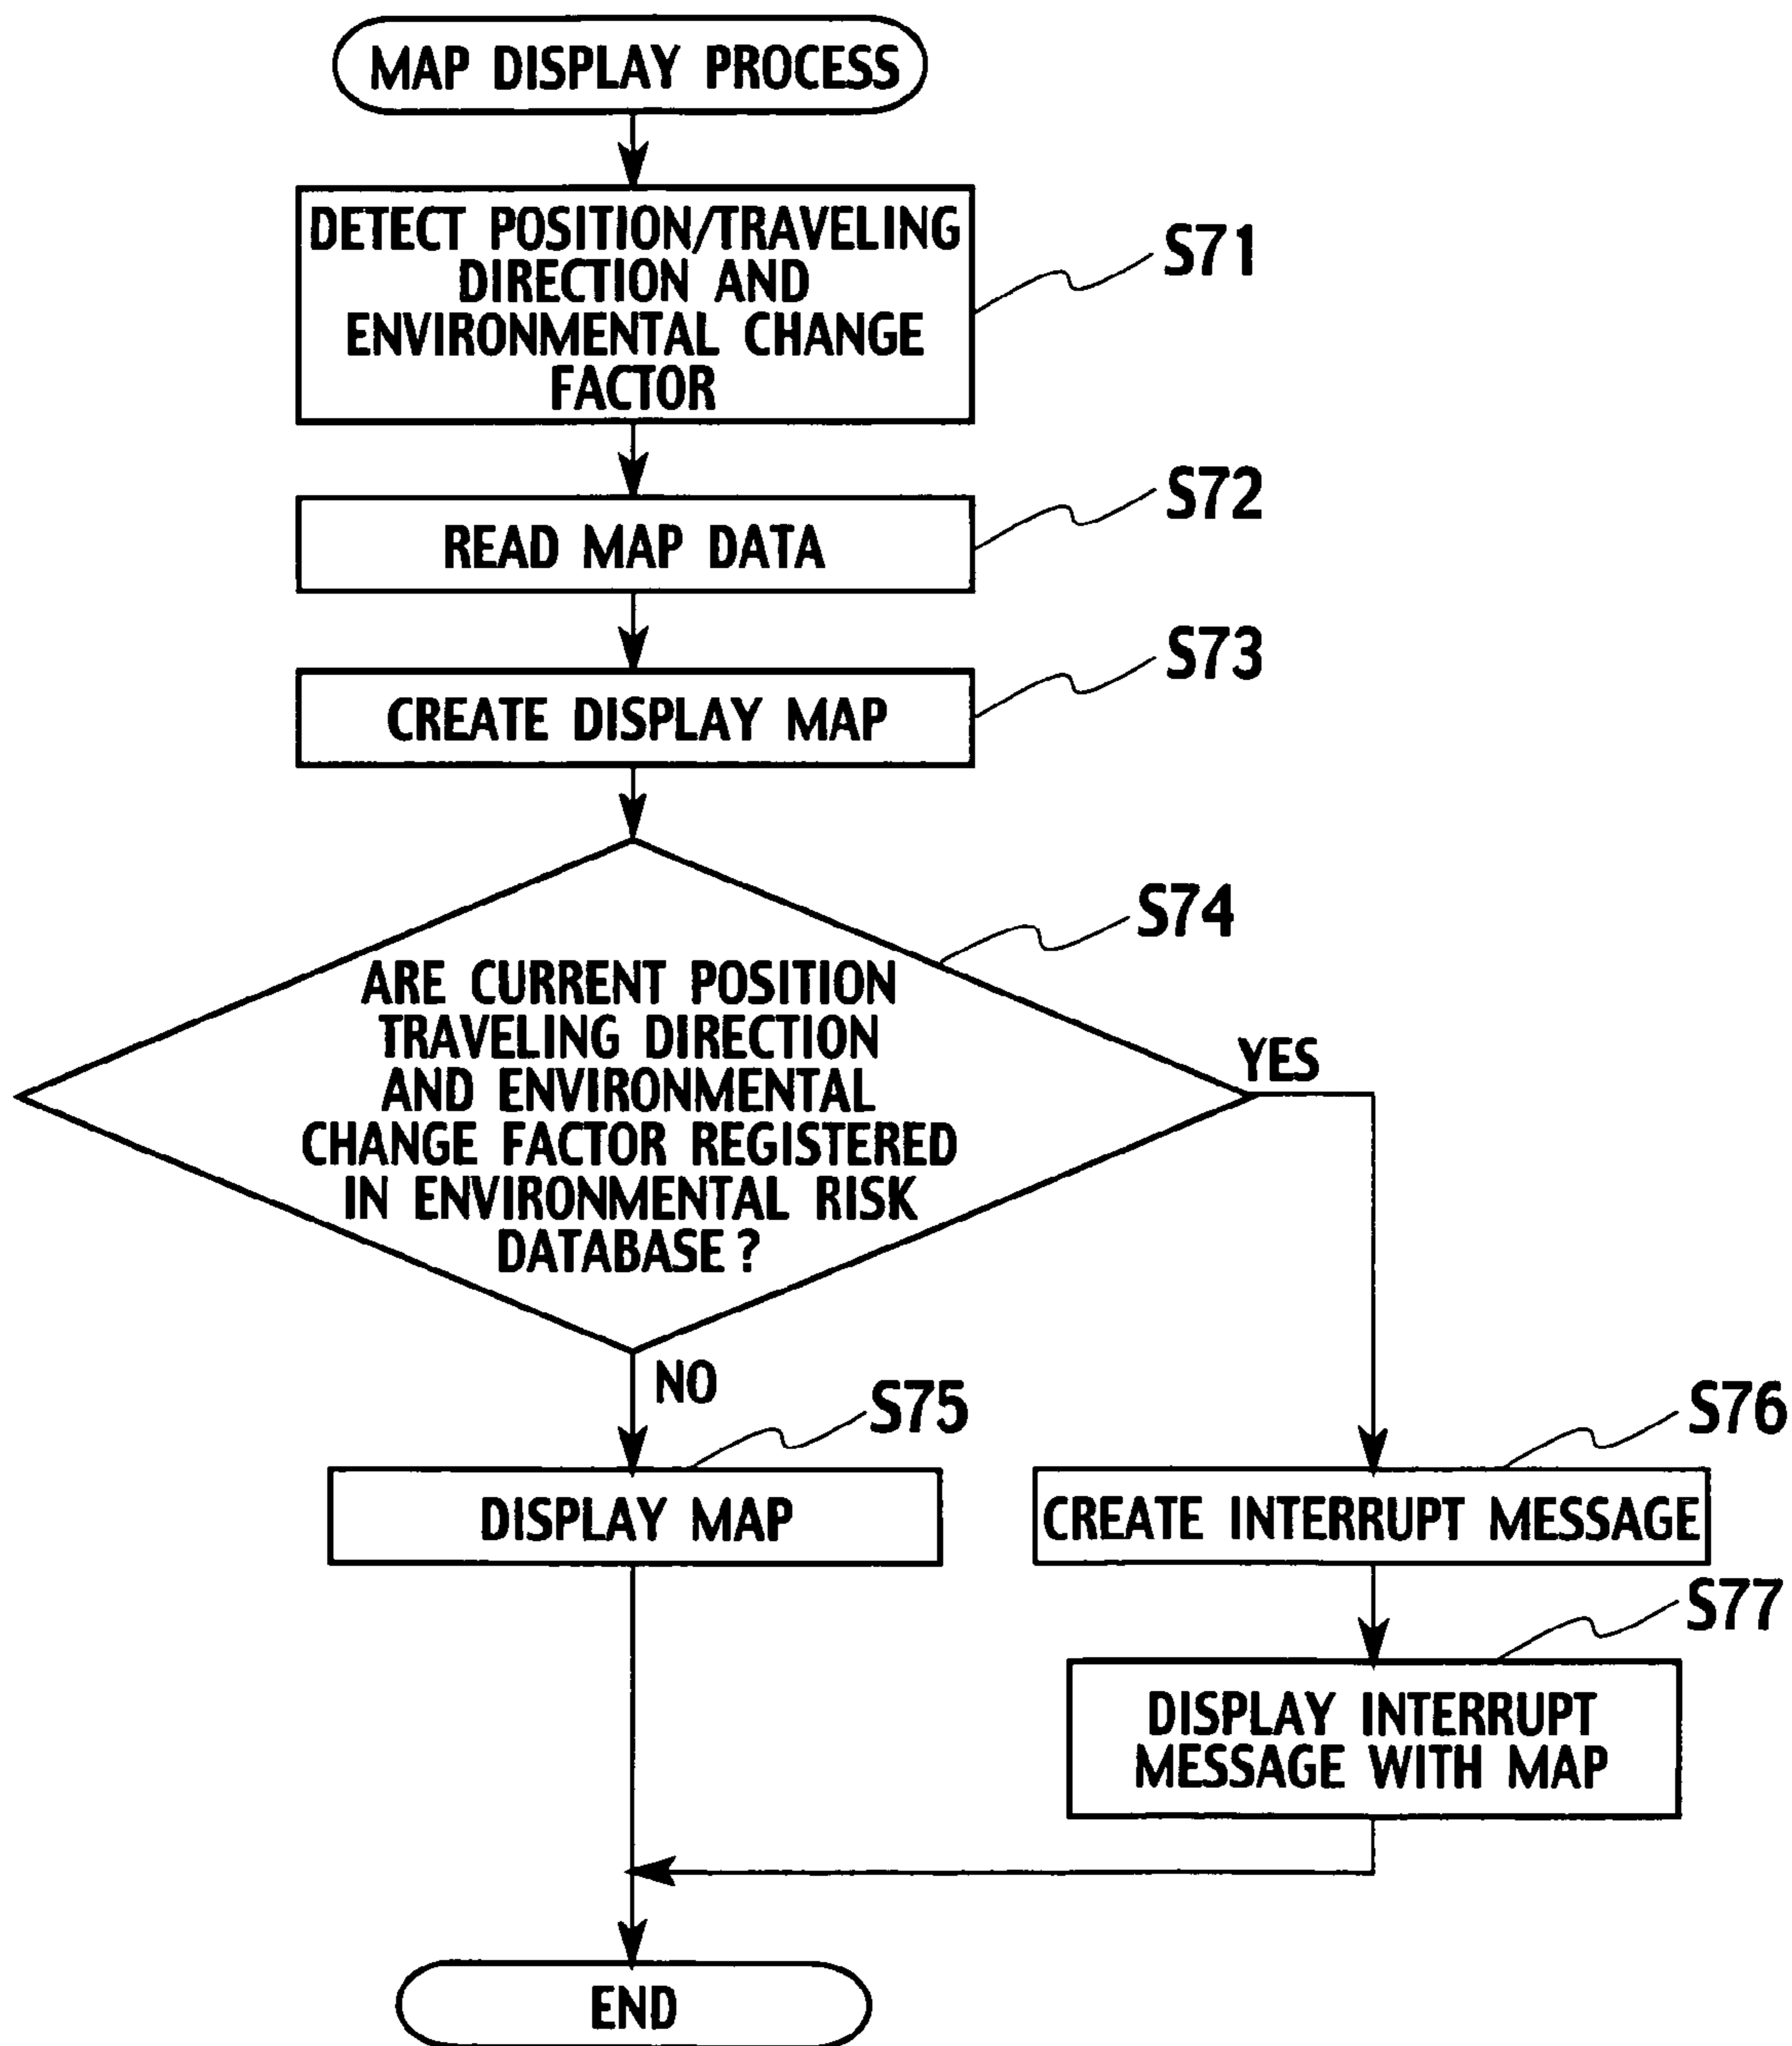 MAP DISPLAY PROCESS
DETECT POSITION/TRAVELING
DIRECTION AND
ENVIRONMENTAL CHANGE
FACTOR
S71
READ MAP DATA
S72
CREATE DISPLAY MAP
S73
ARE CURRENT POSITION
TRAVELING DIRECTION
AND ENVIRONMENTAL
CHANGE FACTOR REGISTERED
IN ENVIRONMENTAL RISK
DATABASE ?
S74
YES
NO
DISPLAY MAP
S75
CREATE INTERRUPT MESSAGE
S76
DISPLAY INTERRUPT
MESSAGE WITH MAP
S77
END